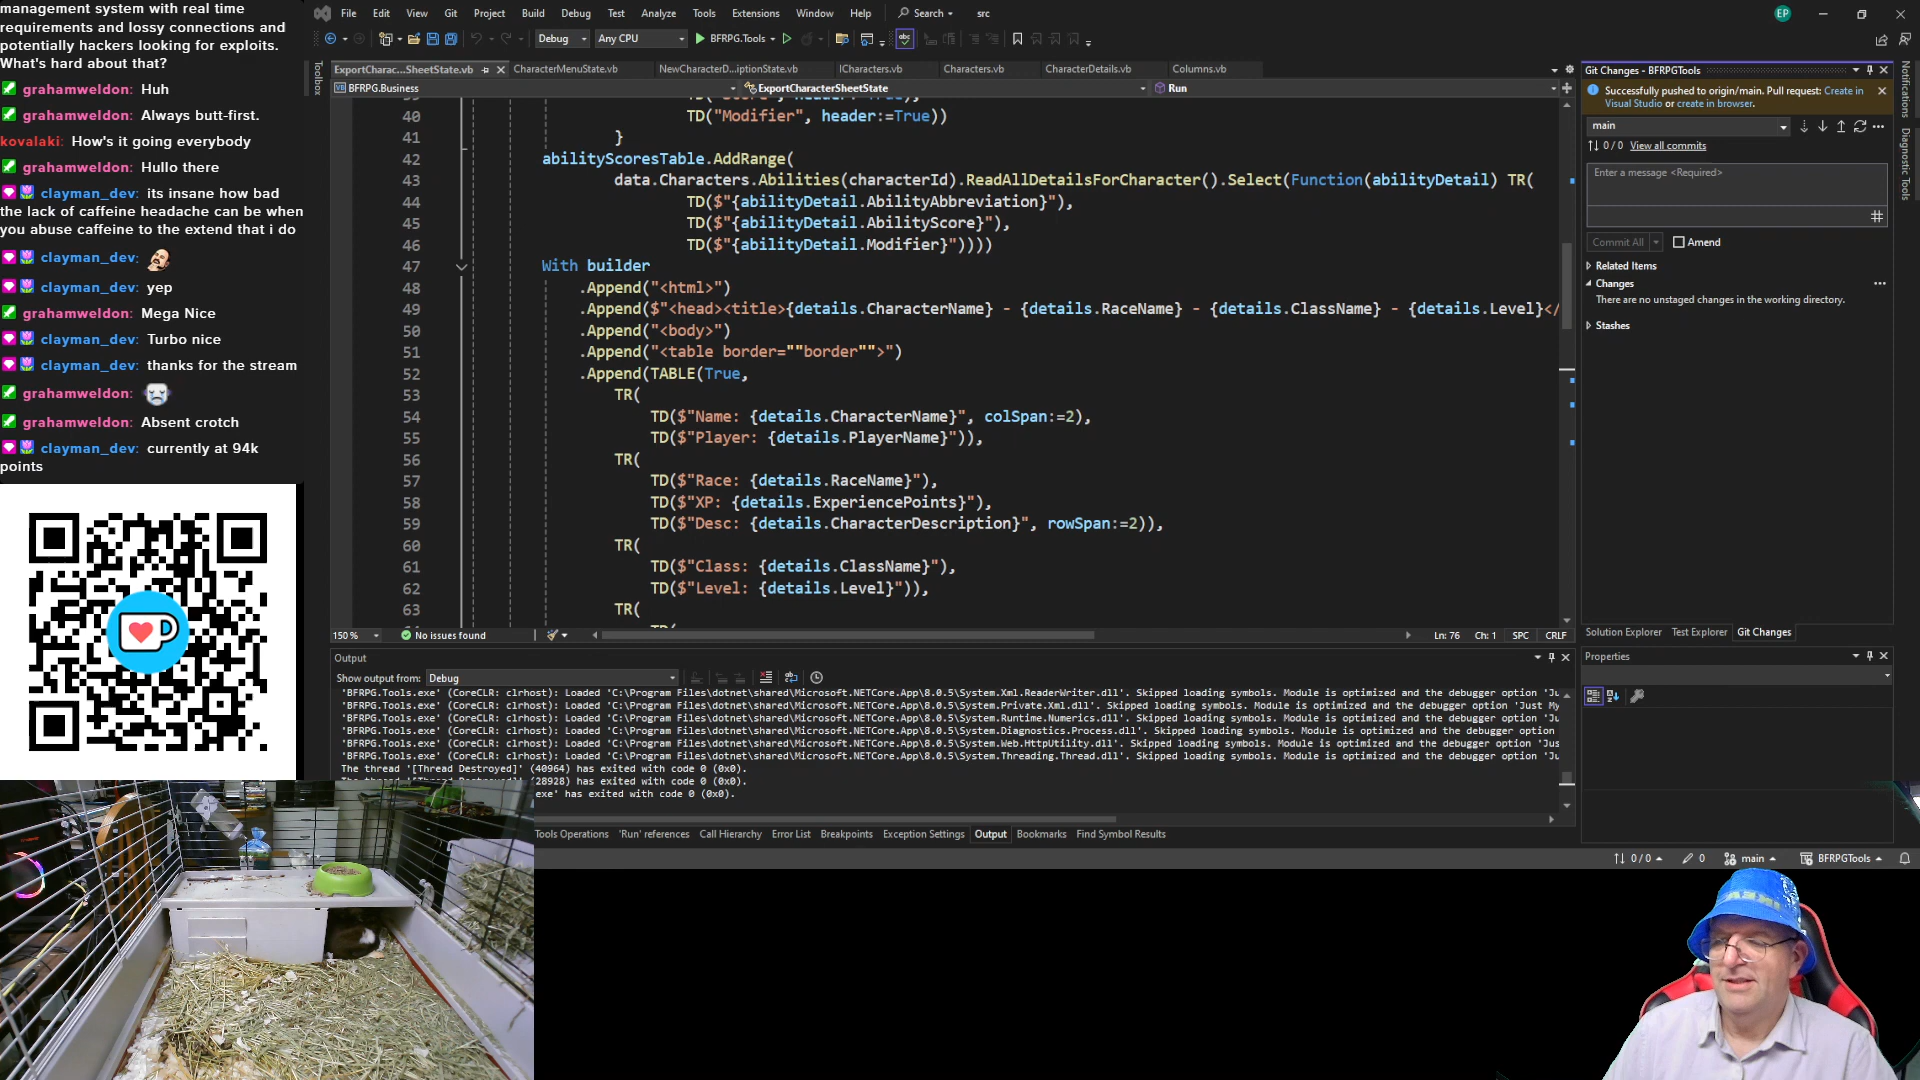 management system with real time
requirements and lossy connections and
potentially hackers looking for exploits.
What's hard about that?
grahamweldon: Huh
grahamweldon: Always butt-first.
kovalaki: How's it going everybody
grahamweldon: Hullo there
clayman_dev: its insane how bad
the lack of caffeine headache can be when
you abuse caffeine to the extend that i do
clayman_dev:
clayman_dev: yep
grahamweldon: Mega Nice
clayman_dev: Turbo nice
clayman_dev: thanks for the stream
grahamweldon:
grahamweldon: Absent crotch
clayman_dev: currently at 94k
points
File Edit View Git Project Build Debug Test Analyze Tools Extensions Window Help Search src EP
Debug Any CPU BFRPG.Tools
Toolbox
ExportCharac...SheetState.vb CharacterMenuState.vb NewCharacterD...iptionState.vb ICharacters.vb Characters.vb CharacterDetails.vb Columns.vb
BFRPG.Business ExportCharacterSheetState Run
40 TD("Modifier", header:=True))
41 }
42 abilityScoresTable.AddRange(
43 data.Characters.Abilities(characterId).ReadAllDetailsForCharacter().Select(Function(abilityDetail) TR(
44 TD($"{abilityDetail.AbilityAbbreviation}"),
45 TD($"{abilityDetail.AbilityScore}"),
46 TD($"{abilityDetail.Modifier}"))))
47 With builder
48 .Append("<html>")
49 .Append($"<head><title>{details.CharacterName} - {details.RaceName} - {details.ClassName} - {details.Level}</
50 .Append("<body>")
51 .Append("<table border=""border"">")
52 .Append(TABLE(True,
53 TR(
54 TD($"Name: {details.CharacterName}", colSpan:=2),
55 TD($"Player: {details.PlayerName}")),
56 TR(
57 TD($"Race: {details.RaceName}"),
58 TD($"XP: {details.ExperiencePoints}"),
59 TD($"Desc: {details.CharacterDescription}", rowSpan:=2)),
60 TR(
61 TD($"Class: {details.ClassName}"),
62 TD($"Level: {details.Level}")),
63 TR(
150 % No issues found Ln: 76 Ch: 1 SPC CRLF
Output
Show output from: Debug
'BFRPG.Tools.exe' (CoreCLR: clrhost): Loaded 'C:\Program Files\dotnet\shared\Microsoft.NETCore.App\8.0.5\System.Xml.ReaderWriter.dll'. Skipped loading symbols. Module is optimized and the debugger option 'Ju
'BFRPG.Tools.exe' (CoreCLR: clrhost): Loaded 'C:\Program Files\dotnet\shared\Microsoft.NETCore.App\8.0.5\System.Private.Xml.dll'. Skipped loading symbols. Module is optimized and the debugger option 'Just My
'BFRPG.Tools.exe' (CoreCLR: clrhost): Loaded 'C:\Program Files\dotnet\shared\Microsoft.NETCore.App\8.0.5\System.Runtime.Numerics.dll'. Skipped loading symbols. Module is optimized and the debugger option 'Just
'BFRPG.Tools.exe' (CoreCLR: clrhost): Loaded 'C:\Program Files\dotnet\shared\Microsoft.NETCore.App\8.0.5\System.Diagnostics.Process.dll'. Skipped loading symbols. Module is optimized and the debugger option
'BFRPG.Tools.exe' (CoreCLR: clrhost): Loaded 'C:\Program Files\dotnet\shared\Microsoft.NETCore.App\8.0.5\System.Web.HttpUtility.dll'. Skipped loading symbols. Module is optimized and the debugger option 'Jus
'BFRPG.Tools.exe' (CoreCLR: clrhost): Loaded 'C:\Program Files\dotnet\shared\Microsoft.NETCore.App\8.0.5\System.Threading.Thread.dll'. Skipped loading symbols. Module is optimized and the debugger option 'Ju
The thread '[Thread Destroyed]' (40964) has exited with code 0 (0x0).
(28928) has exited with code 0 (0x0).
exe' has exited with code 0 (0x0).
Tools Operations 'Run' references Call Hierarchy Error List Breakpoints Exception Settings Output Bookmarks Find Symbol Results
Git Changes - BFRPGTools
Successfully pushed to origin/main. Pull request: Create in
Visual Studio or create in browser.
main
0 / 0 View all commits
Enter a message <Required>
Commit All Amend
Related Items
Changes
There are no unstaged changes in the working directory.
Stashes
Solution Explorer Test Explorer Git Changes
Properties
Notifications
Diagnostic Tools
0 / 0 0 main BFRPGTools